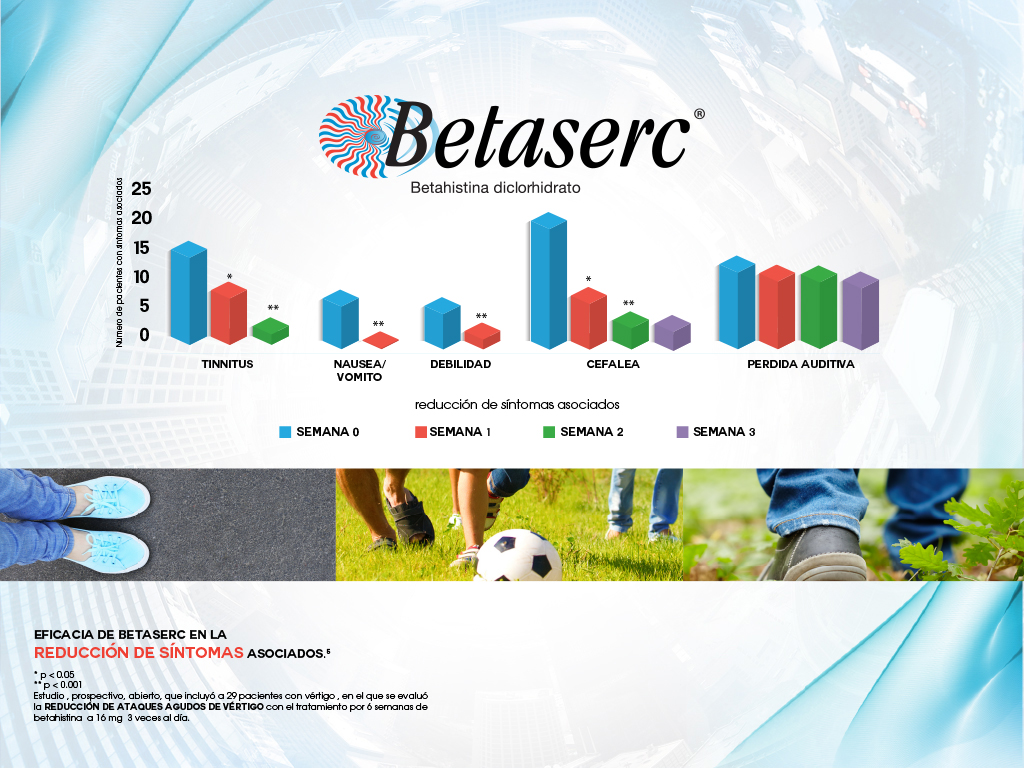 Betaserc®
Betahistina diclorhidrato
Número de pacientes con síntomas asociados
25
20
15
10
5
0
*
**
**
**
*
**
TINNITUS
NAUSEA/
VOMITO
DEBILIDAD
CEFALEA
PERDIDA AUDITIVA
reducción de síntomas asociados
SEMANA 0
SEMANA 1
SEMANA 2
SEMANA 3
EFICACIA DE BETASERC EN LA
REDUCCIÓN DE SÍNTOMAS ASOCIADOS.⁵
* p < 0.05
** p < 0.001
Estudio , prospectivo, abierto, que incluyó a 29 pacientes con vértigo , en el que se evaluó
la REDUCCIÓN DE ATAQUES AGUDOS DE VÉRTIGO con el tratamiento por 6 semanas de
betahistina a 16 mg 3 veces al día.